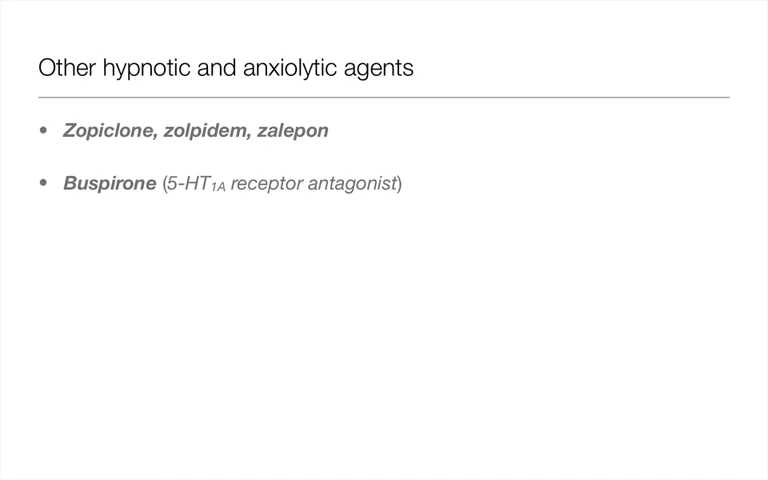 Other hypnotic and anxiolytic agents
• Zopiclone, zolpidem, zalepon
• Buspirone (5-HT1A receptor antagonist)